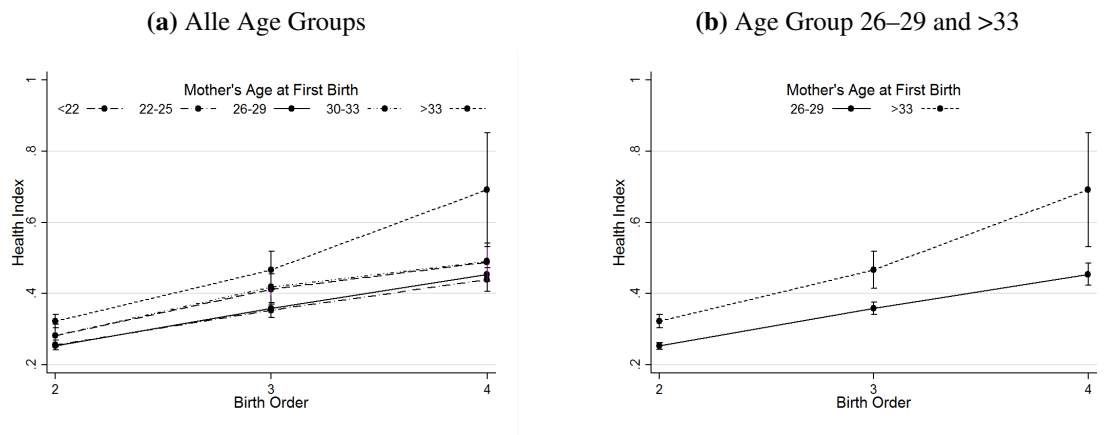 (a) Alle Age Groups
Mother's Age at First Birth
<22 22-25 26-29 30-33 >33
1
.8
.6
.4
.2
Health Index
2 3 4
Birth Order
(b) Age Group 26–29 and >33
Mother's Age at First Birth
26-29 >33
1
.8
.6
.4
.2
Health Index
2 3 4
Birth Order